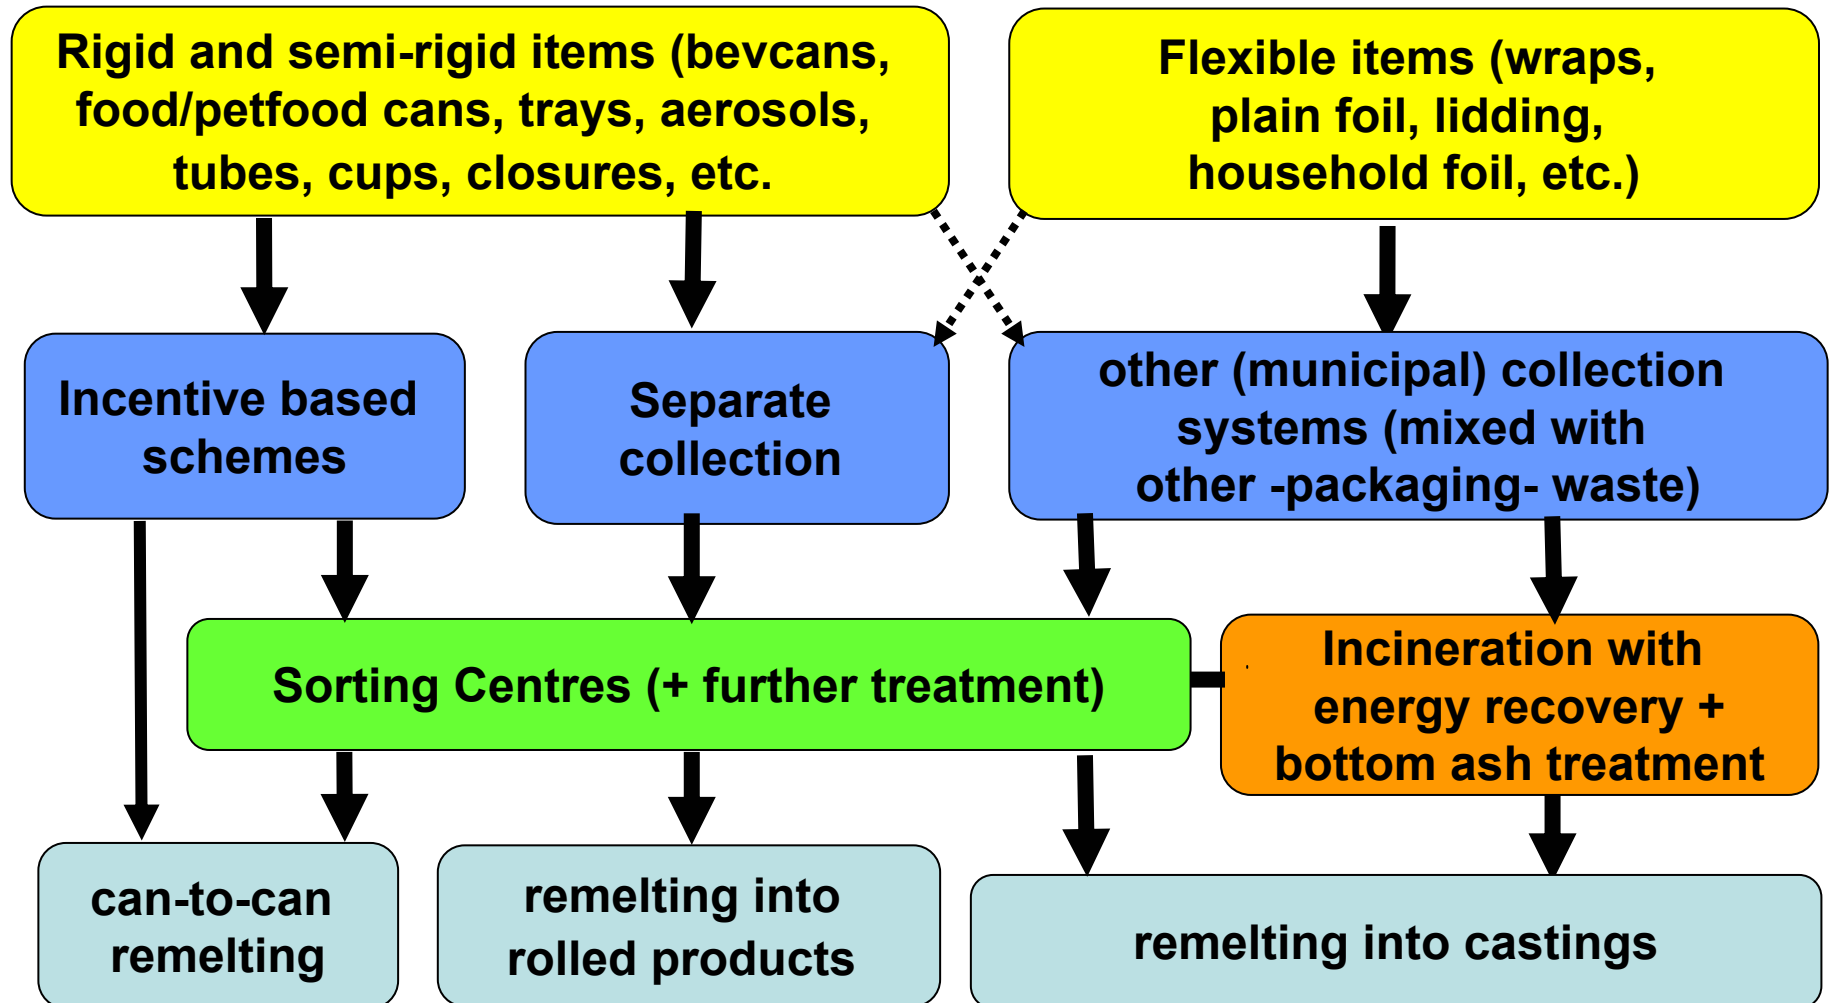 Rigid and semi-rigid items (bevcans,
food/petfood cans, trays, aerosols,
tubes, cups, closures, etc.
Flexible items (wraps,
plain foil, lidding,
household foil, etc.)
Incentive based
schemes
Separate
collection
other (municipal) collection
systems (mixed with
other -packaging- waste)
Sorting Centres (+ further treatment)
Incineration with
energy recovery +
bottom ash treatment
can-to-can
remelting
remelting into
rolled products
remelting into castings